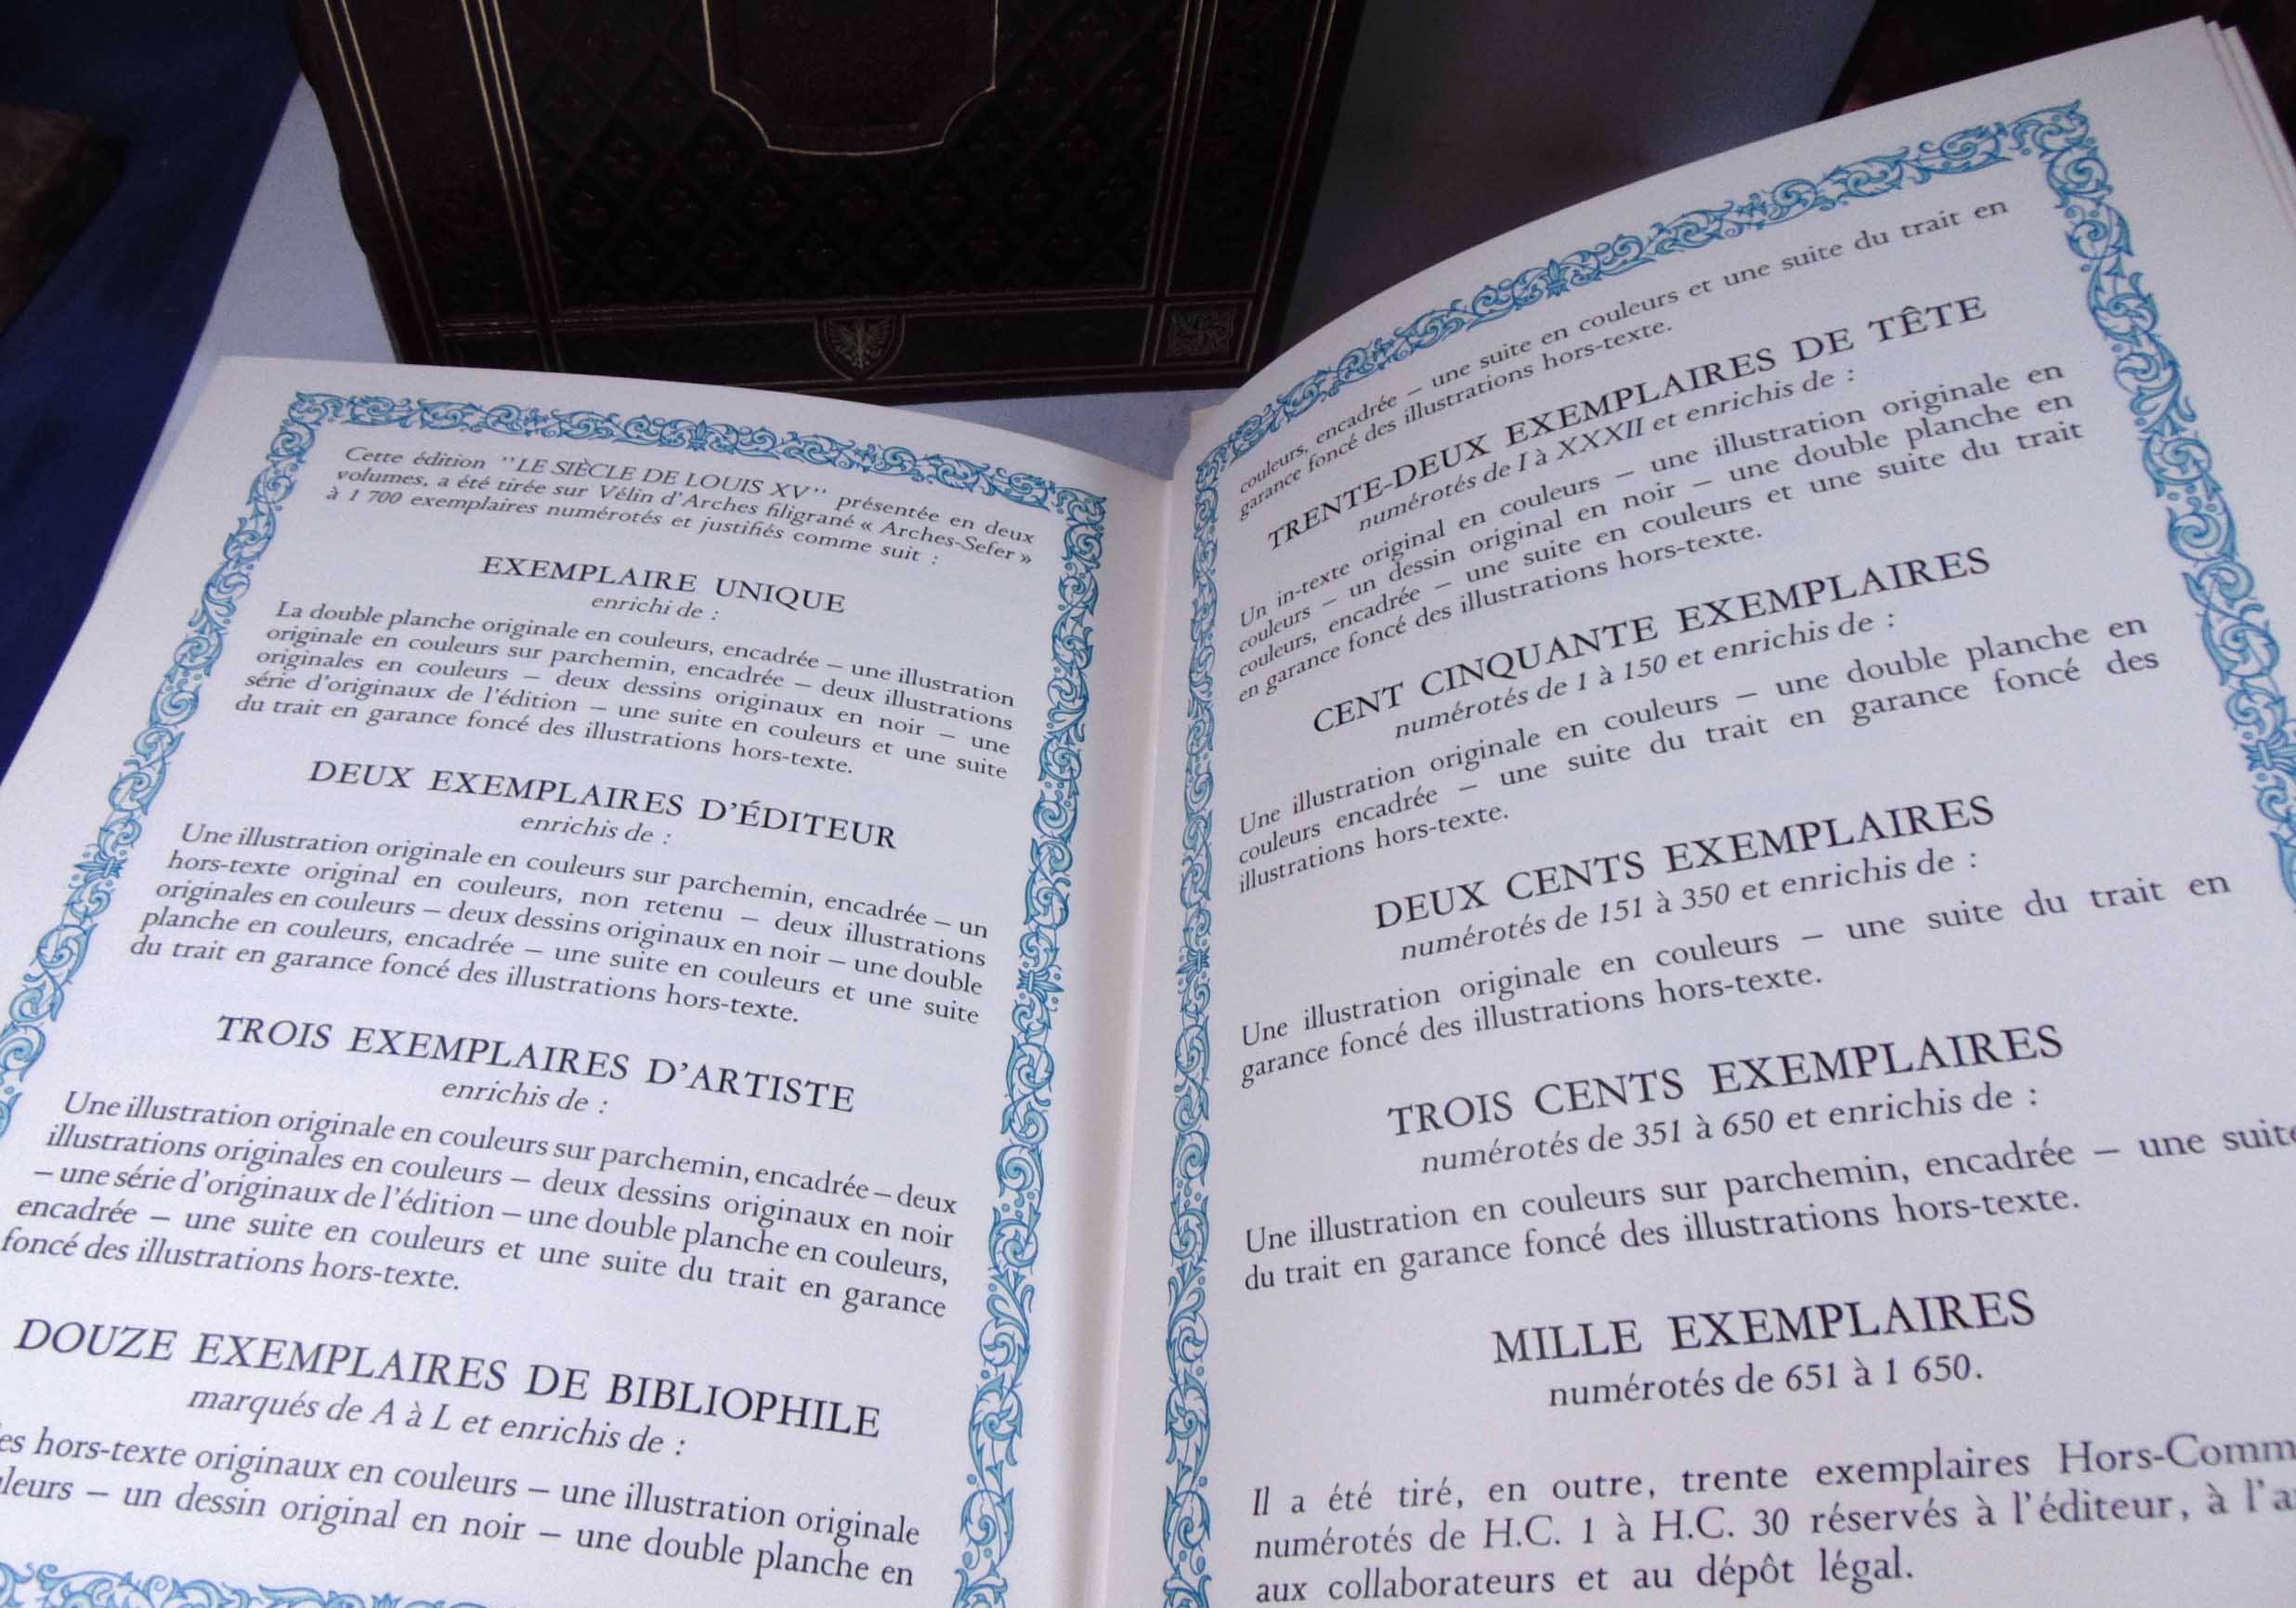 Cette édition "LE SIÈCLE DE LOUIS XV" présentée en deux
volumes, a été tirée sur Vélin d'Arches filigrané « Arches-Sefer »
à 1 700 exemplaires numérotés et justifiés comme suit :
EXEMPLAIRE UNIQUE
enrichi de :
La double planche originale en couleurs, encadrée – une illustration
originale en couleurs sur parchemin, encadrée – deux illustrations
originales en couleurs – deux dessins originaux en noir – une
série d'originaux de l'édition – une suite en couleurs et une suite
du trait en garance foncé des illustrations hors-texte.
DEUX EXEMPLAIRES D'ÉDITEUR
enrichis de :
Une illustration originale en couleurs sur parchemin, encadrée – un
hors-texte original en couleurs, non retenu – deux illustrations
originales en couleurs – deux dessins originaux en noir – une double
planche en couleurs, encadrée – une suite en couleurs et une suite
du trait en garance foncé des illustrations hors-texte.
TROIS EXEMPLAIRES D'ARTISTE
enrichis de :
Une illustration originale en couleurs sur parchemin, encadrée – deux
illustrations originales en couleurs – deux dessins originaux en noir
– une série d'originaux de l'édition – une double planche en couleurs,
encadrée – une suite en couleurs et une suite du trait en garance
foncé des illustrations hors-texte.
DOUZE EXEMPLAIRES DE BIBLIOPHILE
marqués de A à L et enrichis de :
es hors-texte originaux en couleurs – une illustration originale
leurs – un dessin original en noir – une double planche en
couleurs, encadrée – une suite en couleurs et une suite du trait en
garance foncé des illustrations hors-texte.
TRENTE-DEUX EXEMPLAIRES DE TÊTE
numérotés de I à XXXII et enrichis de :
Un in-texte original en couleurs – une illustration originale en
couleurs – un dessin original en noir – une double planche en
couleurs, encadrée – une suite en couleurs et une suite du trait
en garance foncé des illustrations hors-texte.
CENT CINQUANTE EXEMPLAIRES
numérotés de 1 à 150 et enrichis de :
Une illustration originale en couleurs – une double planche en
couleurs encadrée – une suite du trait en garance foncé des
illustrations hors-texte.
DEUX CENTS EXEMPLAIRES
numérotés de 151 à 350 et enrichis de :
Une illustration originale en couleurs – une suite du trait en
garance foncé des illustrations hors-texte.
TROIS CENTS EXEMPLAIRES
numérotés de 351 à 650 et enrichis de :
Une illustration en couleurs sur parchemin, encadrée – une suite
du trait en garance foncé des illustrations hors-texte.
MILLE EXEMPLAIRES
numérotés de 651 à 1 650.
Il a été tiré, en outre, trente exemplaires Hors-Comm
numérotés de H.C. 1 à H.C. 30 réservés à l'éditeur, à l'a
aux collaborateurs et au dépôt légal.